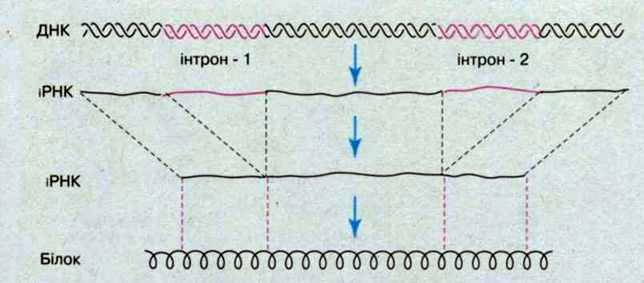 ДНК
інтрон - 1
інтрон - 2
іРНК
іРНК
Білок